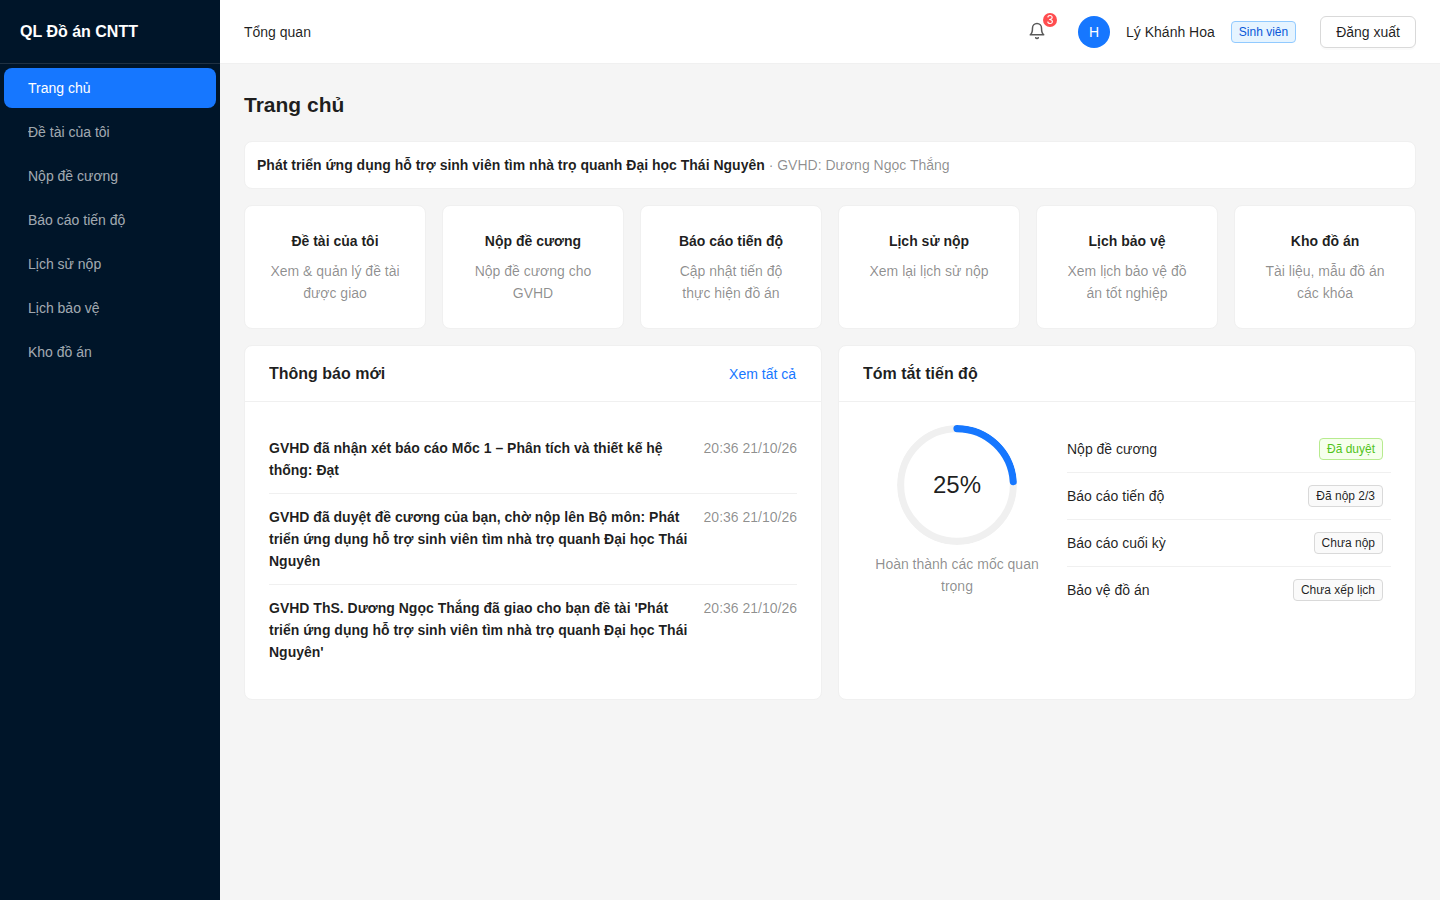 QL Đồ án CNTT
Trang chủ
Đề tài của tôi
Nộp đề cương
Báo cáo tiến độ
Lịch sử nộp
Lịch bảo vệ
Kho đồ án
Tổng quan
3
H
Lý Khánh Hoa
Sinh viên
Đăng xuất
Trang chủ
Phát triển ứng dụng hỗ trợ sinh viên tìm nhà trọ quanh Đại học Thái Nguyên · GVHD: Dương Ngọc Thắng
Đề tài của tôi
Xem & quản lý đề tài
được giao
Nộp đề cương
Nộp đề cương cho
GVHD
Báo cáo tiến độ
Cập nhật tiến độ
thực hiện đồ án
Lịch sử nộp
Xem lại lịch sử nộp
Lịch bảo vệ
Xem lịch bảo vệ đồ
án tốt nghiệp
Kho đồ án
Tài liệu, mẫu đồ án
các khóa
Thông báo mới
Xem tất cả
GVHD đã nhận xét báo cáo Mốc 1 – Phân tích và thiết kế hệ
thống: Đạt
20:36 21/10/26
GVHD đã duyệt đề cương của bạn, chờ nộp lên Bộ môn: Phát
triển ứng dụng hỗ trợ sinh viên tìm nhà trọ quanh Đại học Thái
Nguyên
20:36 21/10/26
GVHD ThS. Dương Ngọc Thắng đã giao cho bạn đề tài 'Phát
triển ứng dụng hỗ trợ sinh viên tìm nhà trọ quanh Đại học Thái
Nguyên'
20:36 21/10/26
Tóm tắt tiến độ
25%
Hoàn thành các mốc quan
trọng
Nộp đề cương
Đã duyệt
Báo cáo tiến độ
Đã nộp 2/3
Báo cáo cuối kỳ
Chưa nộp
Bảo vệ đồ án
Chưa xếp lịch